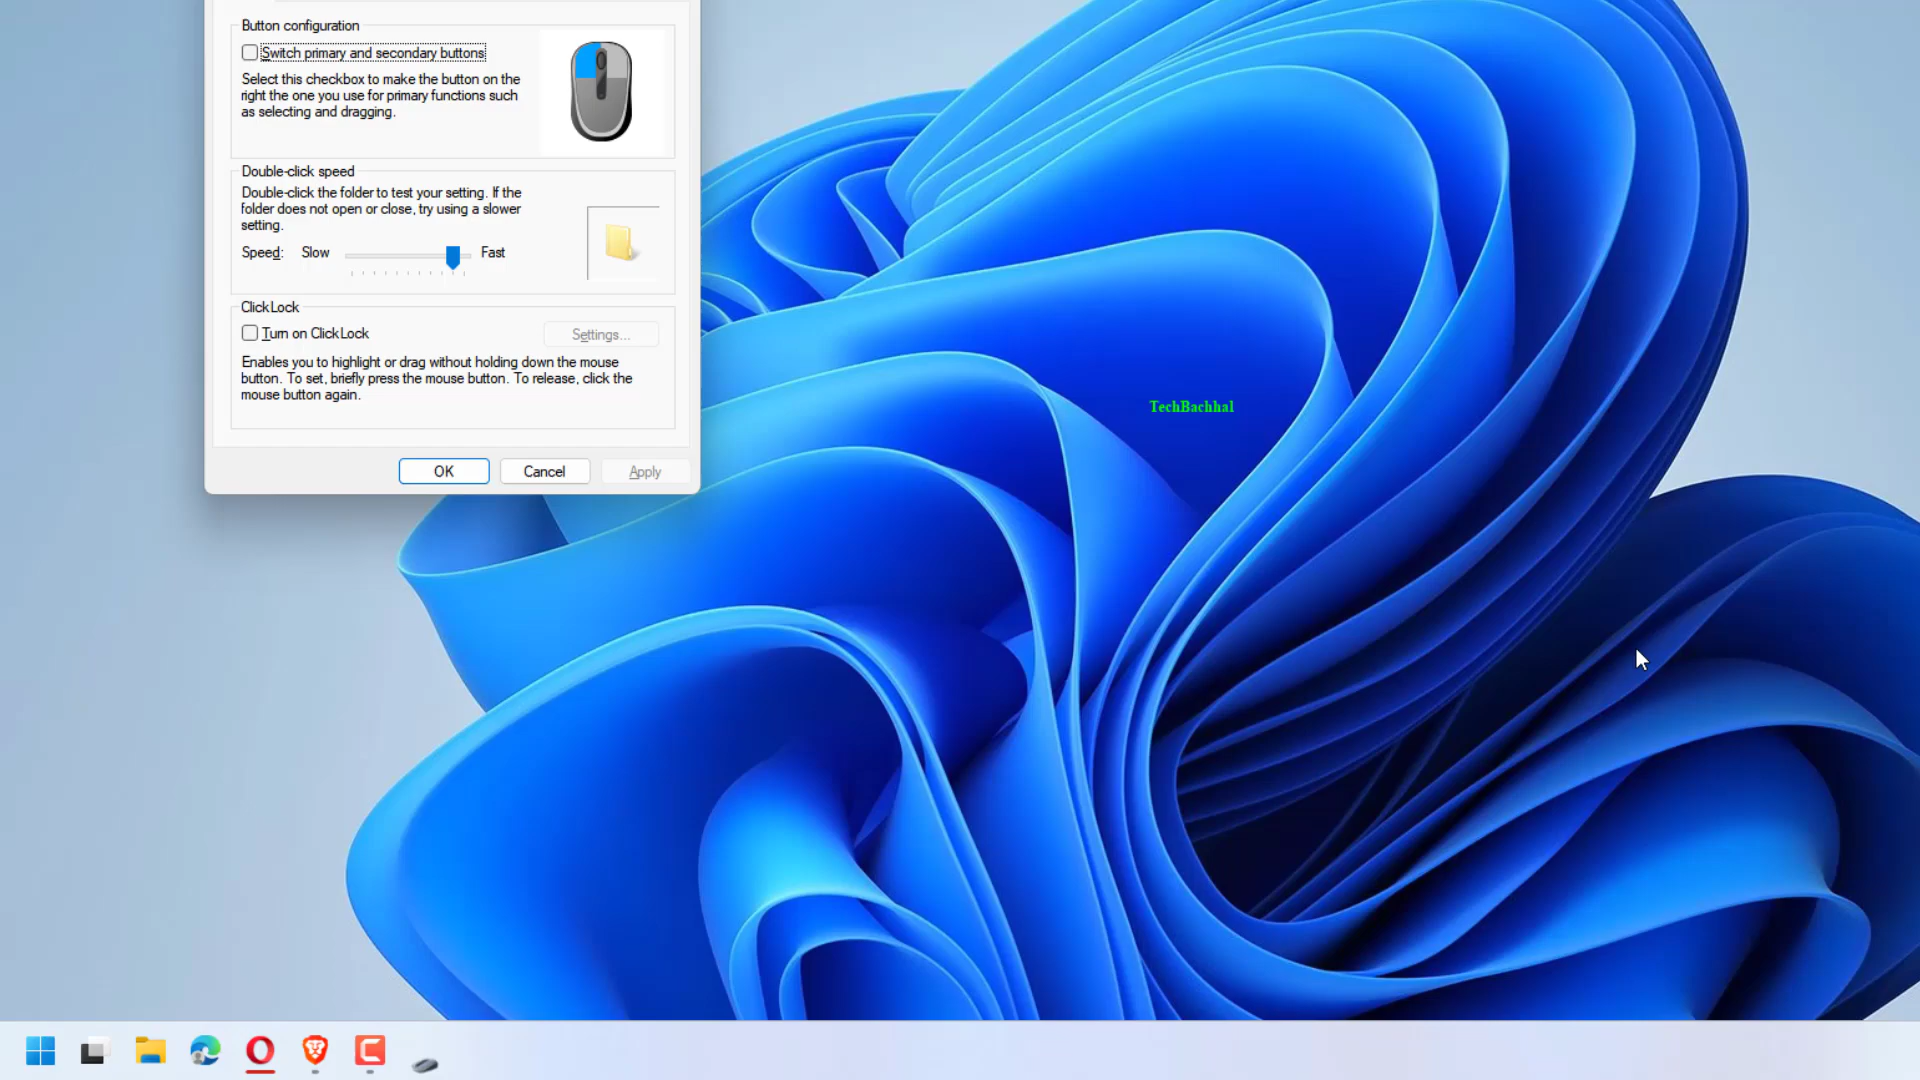 Button configuration
Switch primary and secondary buttons
Select this checkbox to make the button on the
right the one you use for primary functions such
as selecting and dragging.
Double-click speed
Double-click the folder to test your setting. If the
folder does not open or close, try using a slower
setting.
Speed: Slow Fast
ClickLock
Turn on ClickLock
Settings...
Enables you to highlight or drag without holding down the mouse
button. To set, briefly press the mouse button. To release, click the
mouse button again.
TechBachhal
OK Cancel Apply